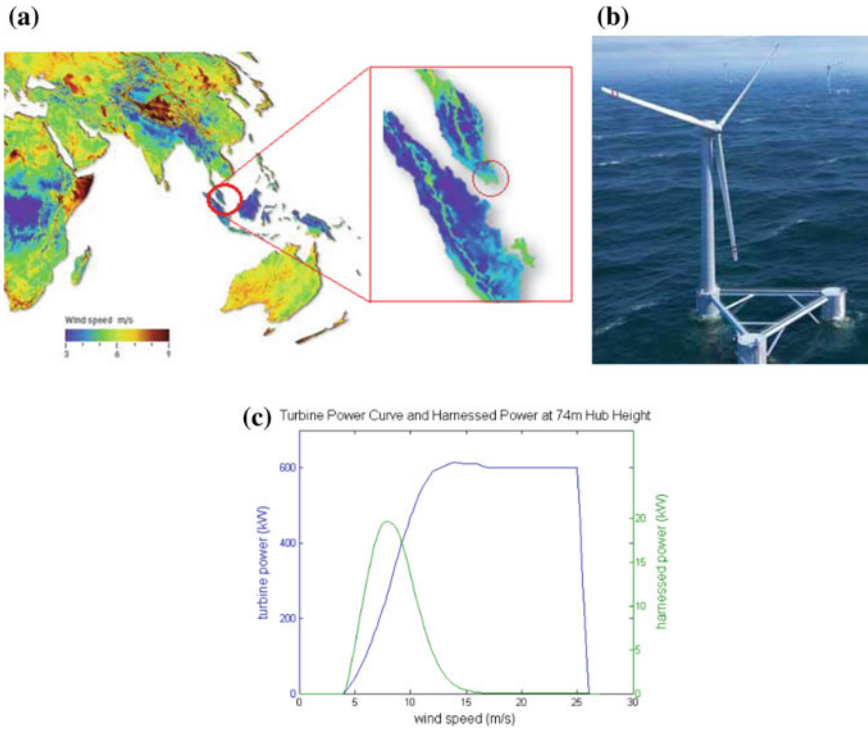 (a)
(b)
Wind speed m/s
3 6 9
(c)
Turbine Power Curve and Harnessed Power at 74m Hub Height
turbine power (kW)
600
400
200
0
harnessed power (kW)
20
15
10
5
0
0 5 10 15 20 25 30
wind speed (m/s)